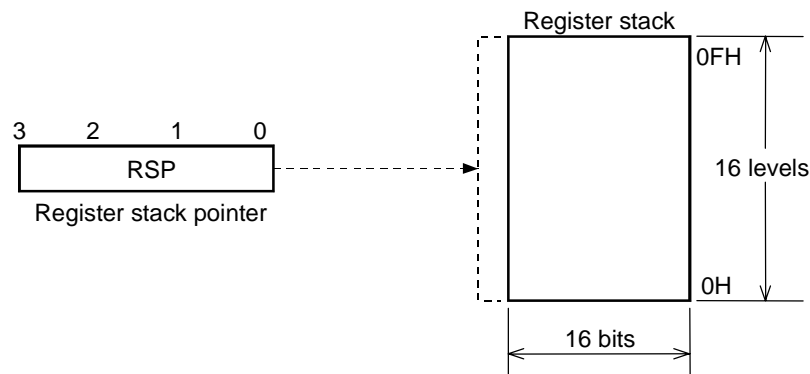 Register stack
0FH
3 2 1 0
RSP
16 levels
Register stack pointer
0H
16 bits